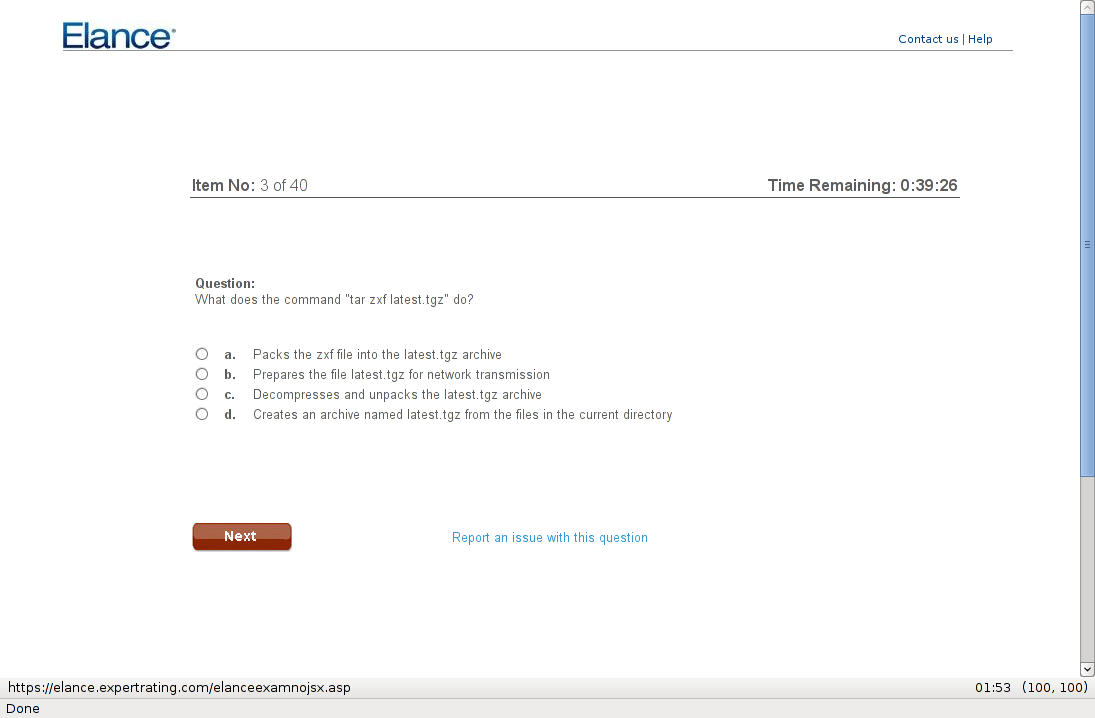 Elance®
Contact us | Help
Item No: 3 of 40 Time Remaining: 0:39:26
Question:
What does the command "tar zxf latest.tgz" do?
a. Packs the zxf file into the latest.tgz archive
b. Prepares the file latest.tgz for network transmission
c. Decompresses and unpacks the latest.tgz archive
d. Creates an archive named latest.tgz from the files in the current directory
Next Report an issue with this question
https://elance.expertrating.com/elanceexamnojsx.asp 01:53 (100, 100)
Done